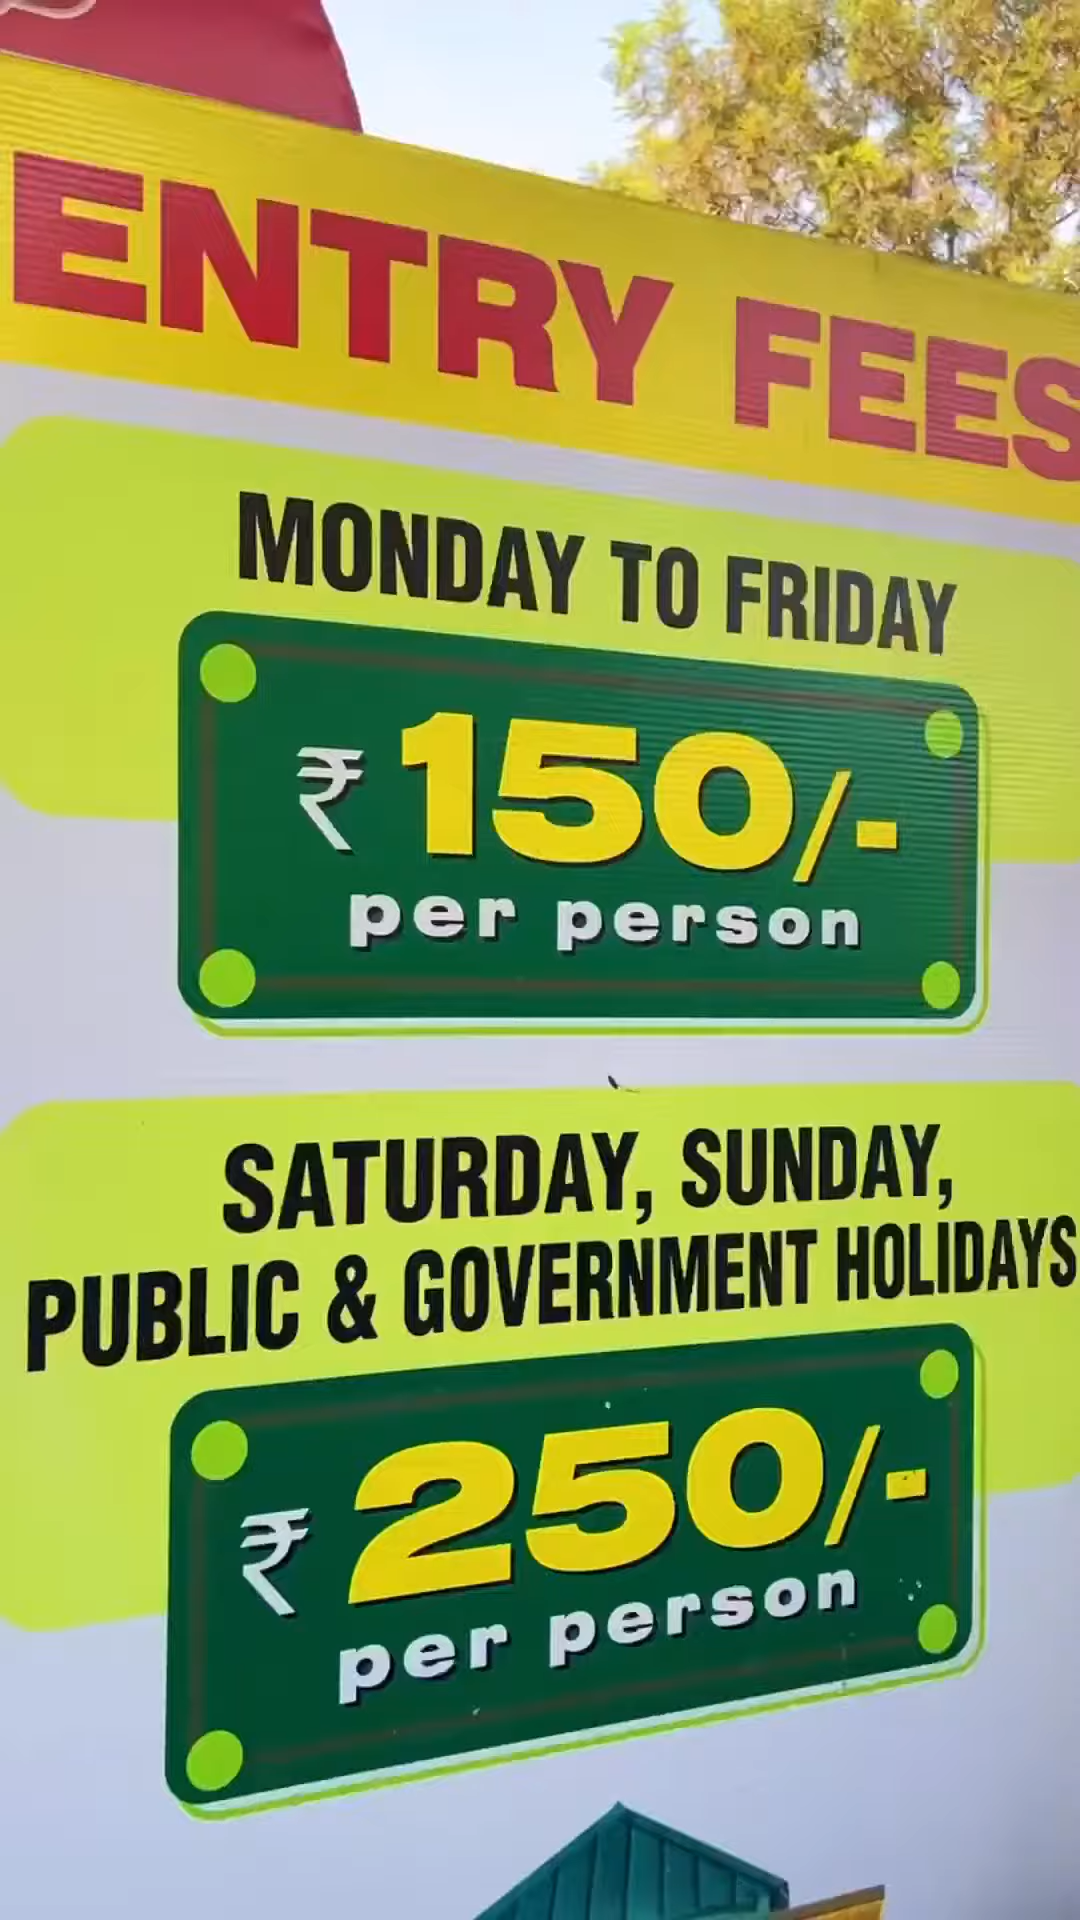 ENTRY FEES
MONDAY TO FRIDAY
₹ 150/-
per person
SATURDAY, SUNDAY,
PUBLIC & GOVERNMENT HOLIDAYS
₹ 250/-
per person